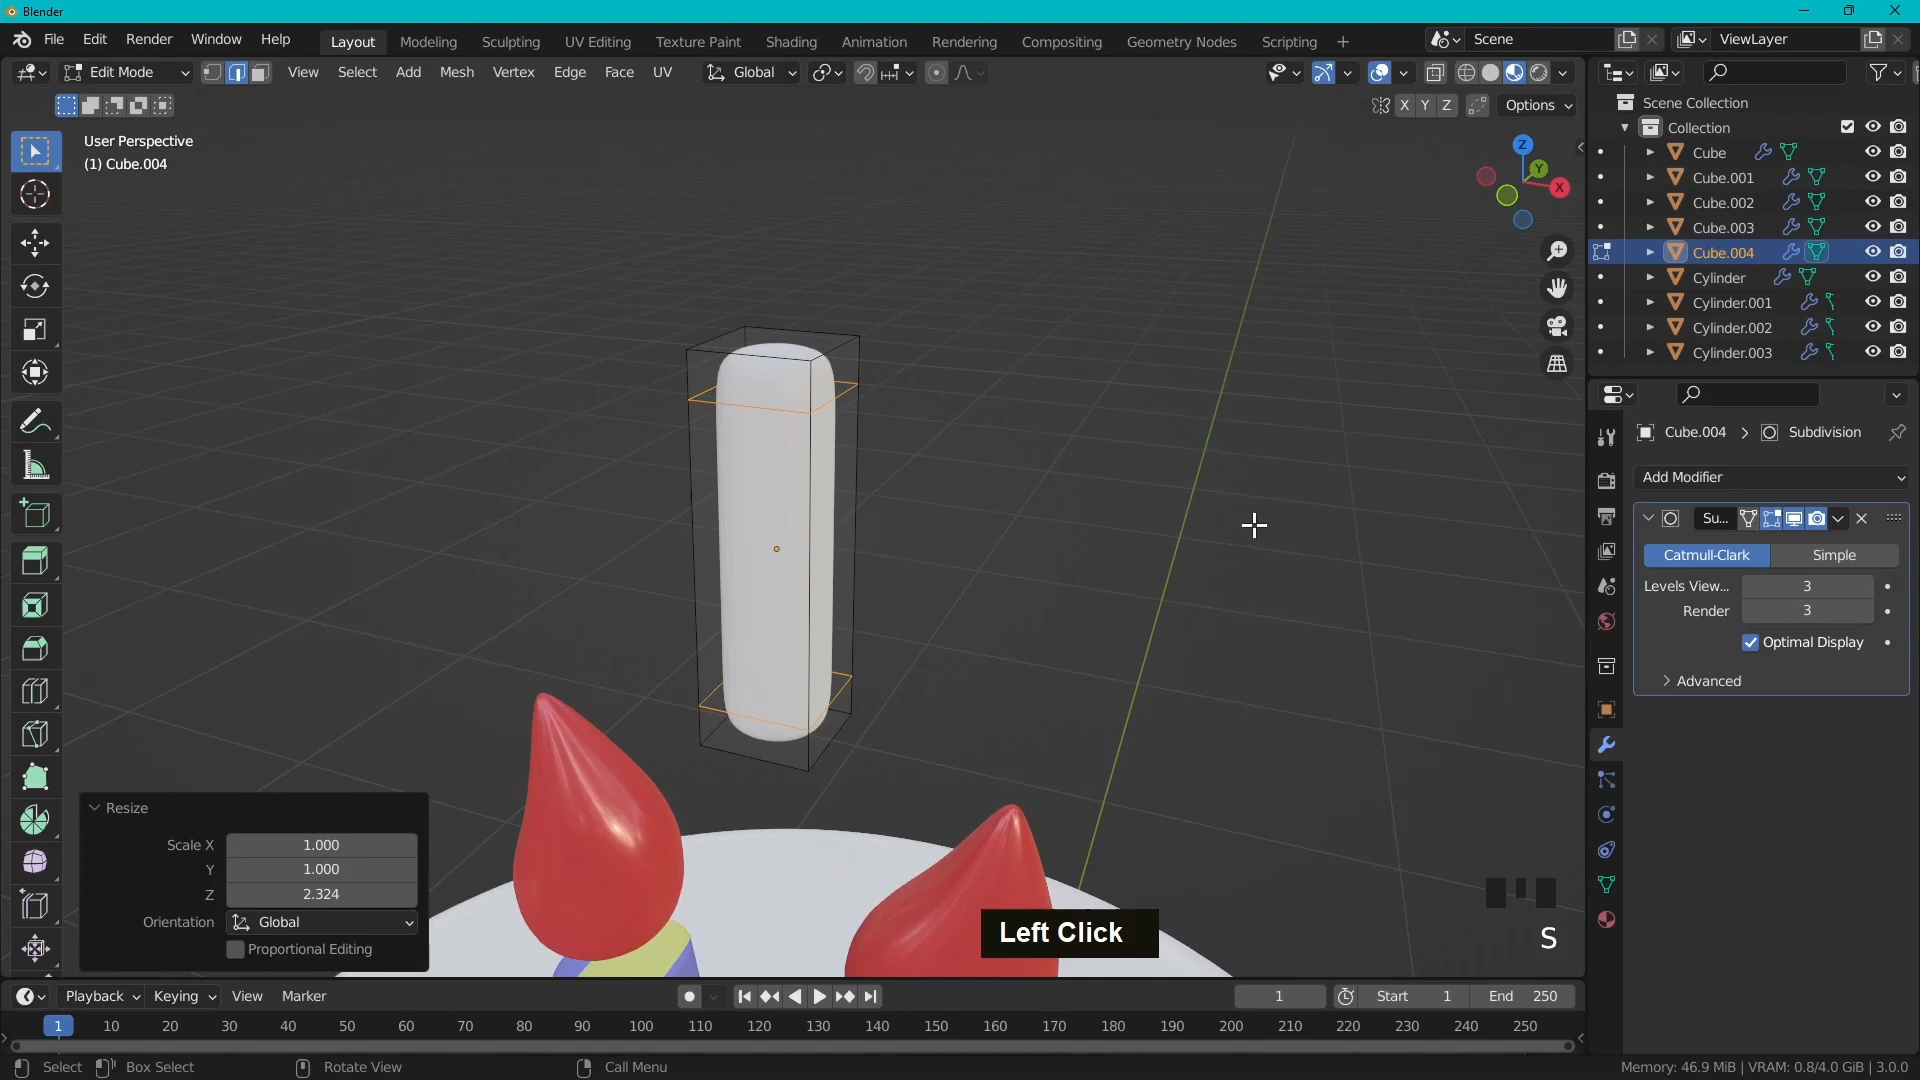 Blender
File Edit Render Window Help Layout Modeling Sculpting UV Editing Texture Paint Shading Animation Rendering Compositing Geometry Nodes Scripting + Scene ViewLayer
Edit Mode View Select Add Mesh Vertex Edge Face UV Global
X Y Z Options
User Perspective
(1) Cube.004
Z
Y
X
Scene Collection
Collection
Cube
Cube.001
Cube.002
Cube.003
Cube.004
Cylinder
Cylinder.001
Cylinder.002
Cylinder.003
Cube.004 > Subdivision
Add Modifier
Su...
Catmull-Clark Simple
Levels View... 3
Render 3
Optimal Display
Advanced
Resize
Scale X 1.000
Y 1.000
Z 2.324
Orientation Global
Proportional Editing
Left Click
S
Playback Keying View Marker 1 Start 1 End 250
1 10 20 30 40 50 60 70 80 90 100 110 120 130 140 150 160 170 180 190 200 210 220 230 240 250
Select Box Select Rotate View Call Menu Memory: 46.9 MiB | VRAM: 0.8/4.0 GiB | 3.0.0